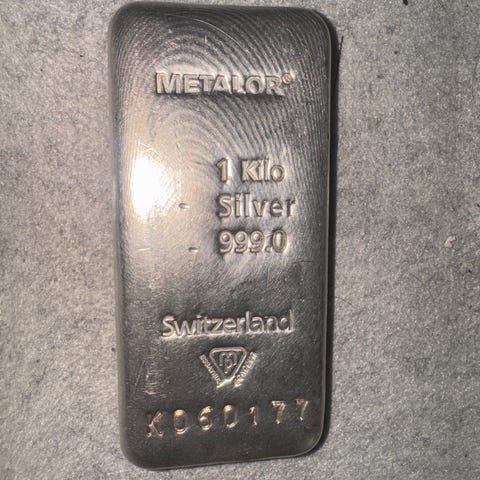 METALOR®
1 Kilo
Silver
999.0
Switzerland
K060177